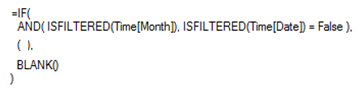 =IF(
AND( ISFILTERED(Time[Month]), ISFILTERED(Time[Date]) = False ),
( ),
BLANK()
)